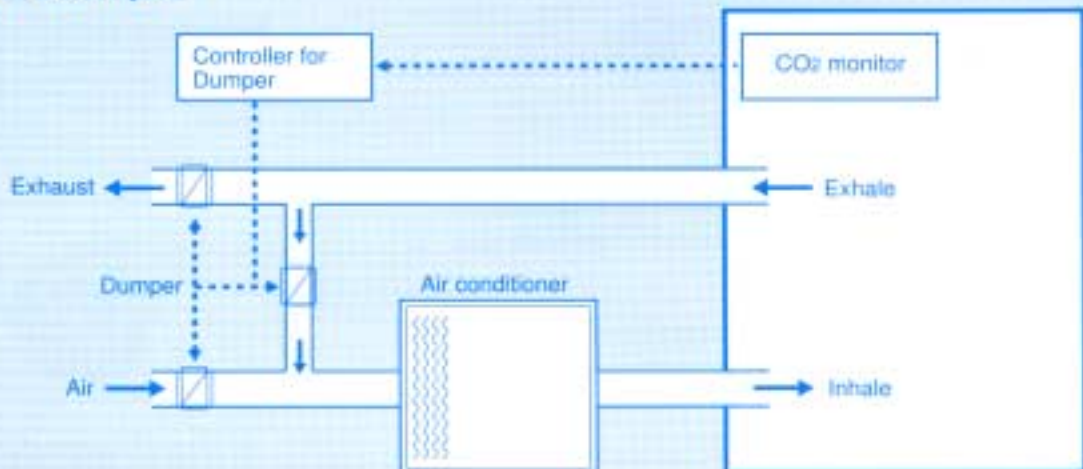 Controller for
Dumper
CO2 monitor
Exhaust
Exhale
Dumper
Air conditioner
Air
Inhale